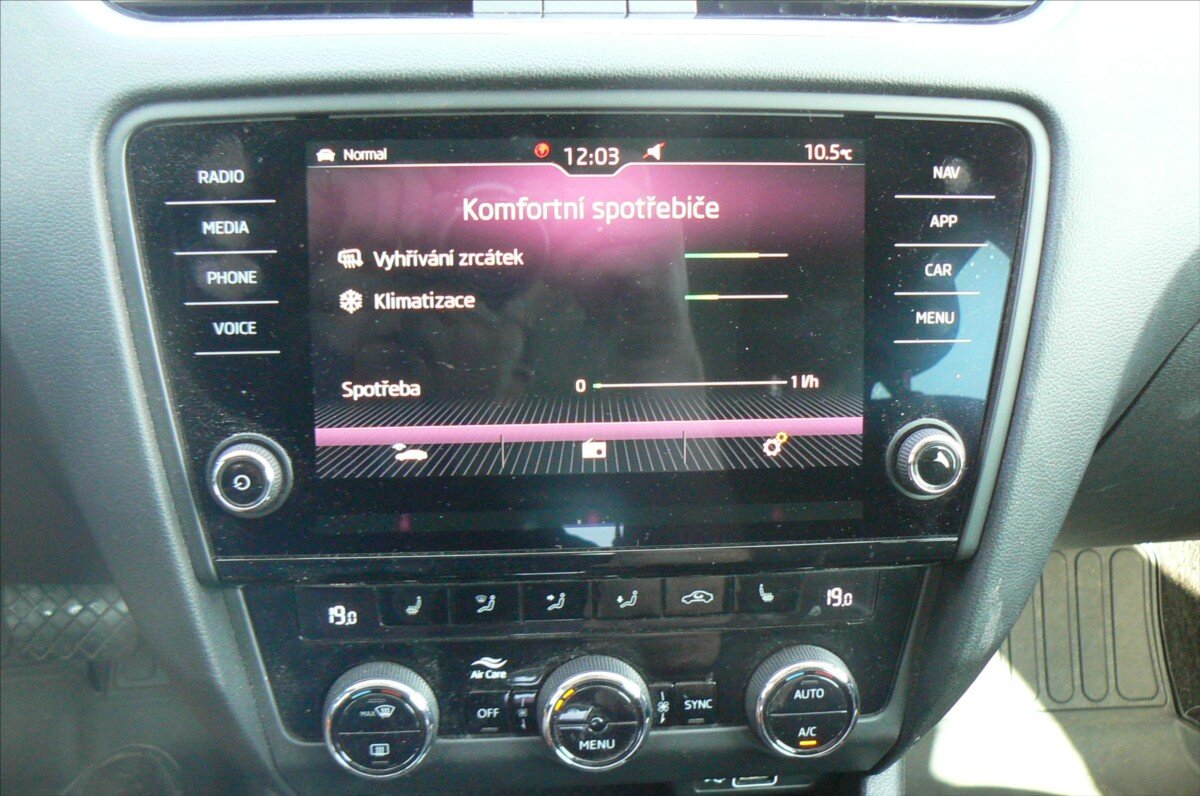 Normal 12:03 10.5°C
Komfortní spotřebiče
Vyhřívání zrcátek
Klimatizace
Spotřeba 0 1 l/h
RADIO
MEDIA
PHONE
VOICE
NAV
APP
CAR
MENU
19.0 19.0
Air Care
MAX
OFF
SYNC
MENU
AUTO
A/C